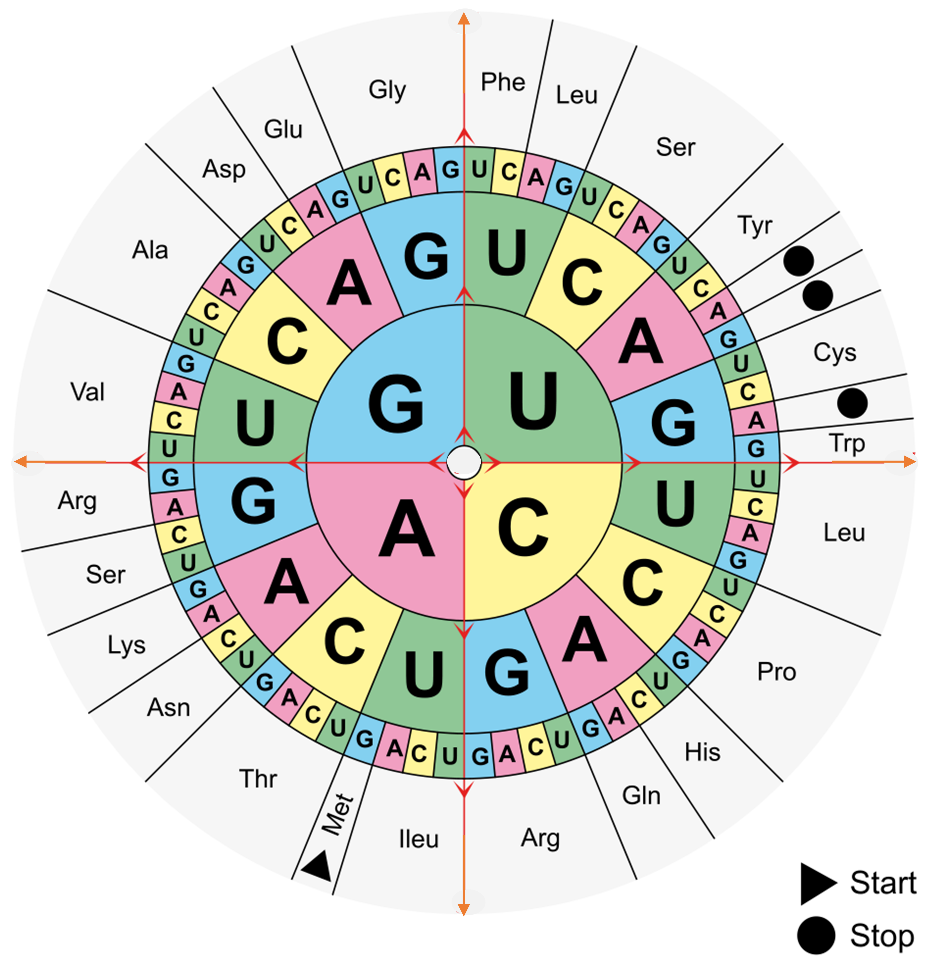 Phe
Leu
Ser
Tyr
Cys
Trp
Leu
Pro
His
Gln
Arg
Ileu
Met
Thr
Asn
Lys
Ser
Arg
Val
Ala
Asp
Glu
Gly
U C A G U C A G U C A G U C A G
U C A G U C A G U C A G U C A G
U C A G U C A G U C A G U C A G
U C A G U C A G U C A G U C A G
U C A G
U C A G
U C A G
U C A G
U C A G
Start
Stop